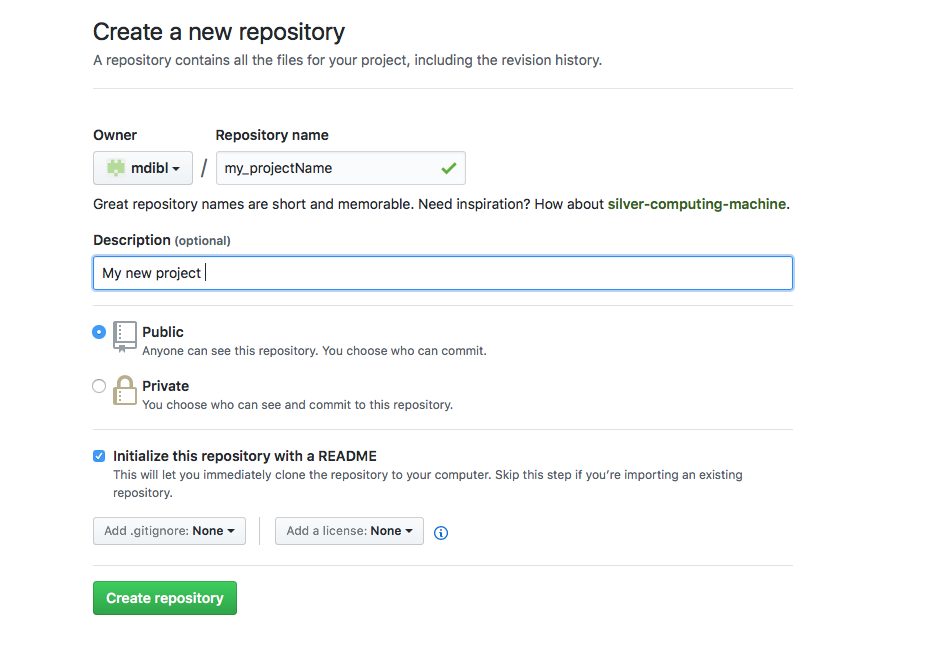 Create a new repository
A repository contains all the files for your project, including the revision history.
Owner Repository name
mdibl / my_projectName
Great repository names are short and memorable. Need inspiration? How about silver-computing-machine.
Description (optional)
My new project
Public
Anyone can see this repository. You choose who can commit.
Private
You choose who can see and commit to this repository.
Initialize this repository with a README
This will let you immediately clone the repository to your computer. Skip this step if you’re importing an existing
repository.
Add .gitignore: None Add a license: None
Create repository